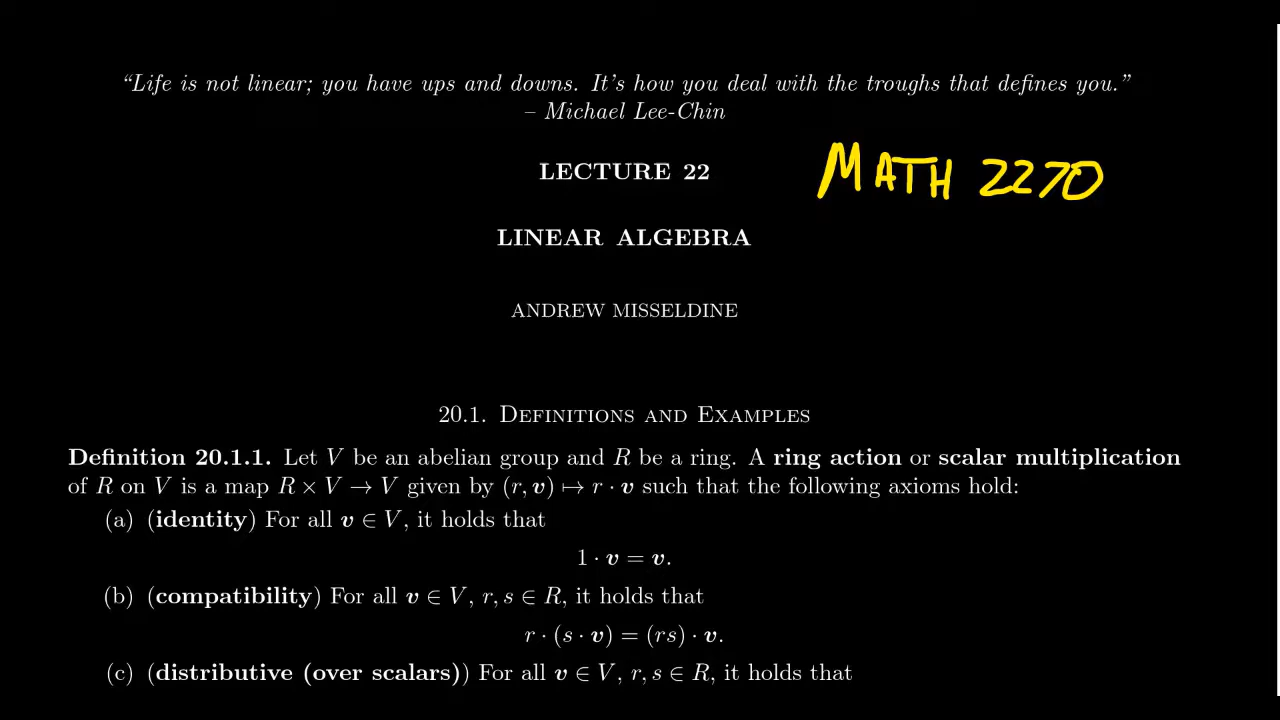 “Life is not linear; you have ups and downs. It’s how you deal with the troughs that defines you.”
– Michael Lee-Chin
LECTURE 22
MATH 2270
LINEAR ALGEBRA
ANDREW MISSELDINE
20.1. Definitions and Examples
Definition 20.1.1. Let V be an abelian group and R be a ring. A ring action or scalar multiplication
of R on V is a map R × V → V given by (r, v) ↦ r · v such that the following axioms hold:
(a) (identity) For all v ∈ V, it holds that
1 · v = v.
(b) (compatibility) For all v ∈ V, r, s ∈ R, it holds that
r · (s · v) = (rs) · v.
(c) (distributive (over scalars)) For all v ∈ V, r, s ∈ R, it holds that